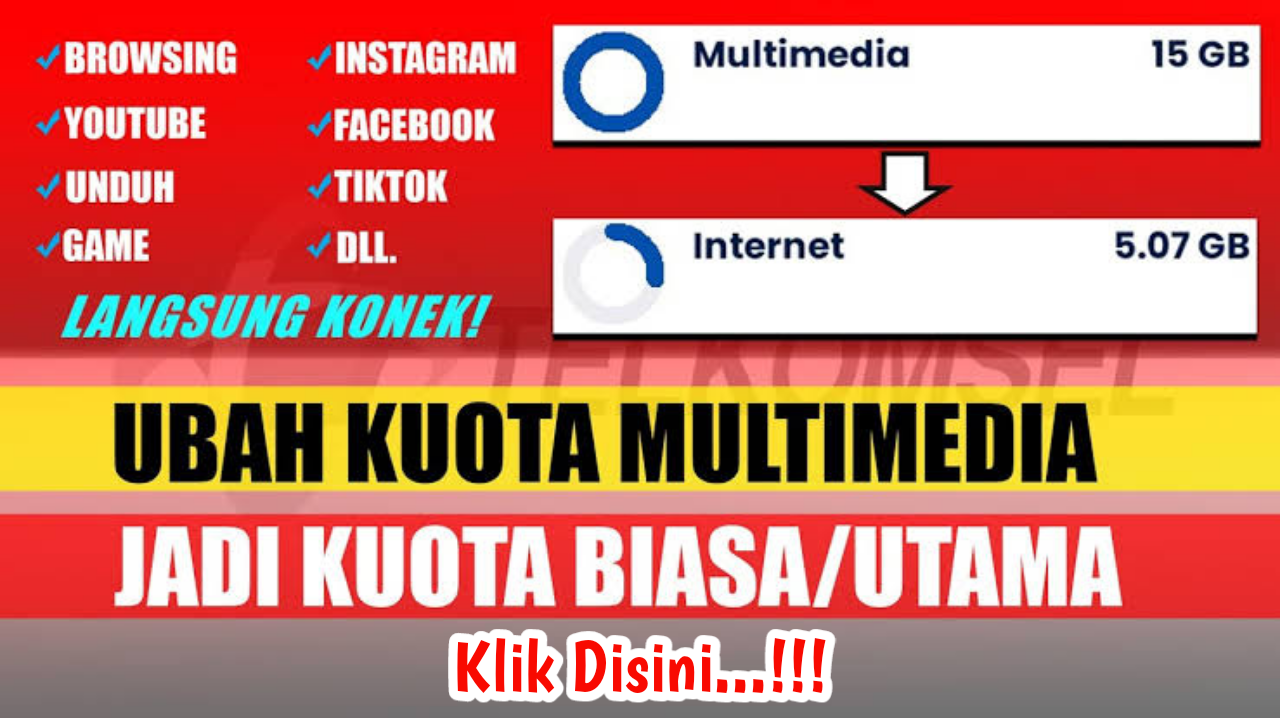 BROWSING
YOUTUBE
UNDUH
GAME
INSTAGRAM
FACEBOOK
TIKTOK
DLL.
LANGSUNG KONEK!
Multimedia 15 GB
Internet 5.07 GB
TELKOMSEL
UBAH KUOTA MULTIMEDIA
JADI KUOTA BIASA/UTAMA
Klik Disini...!!!